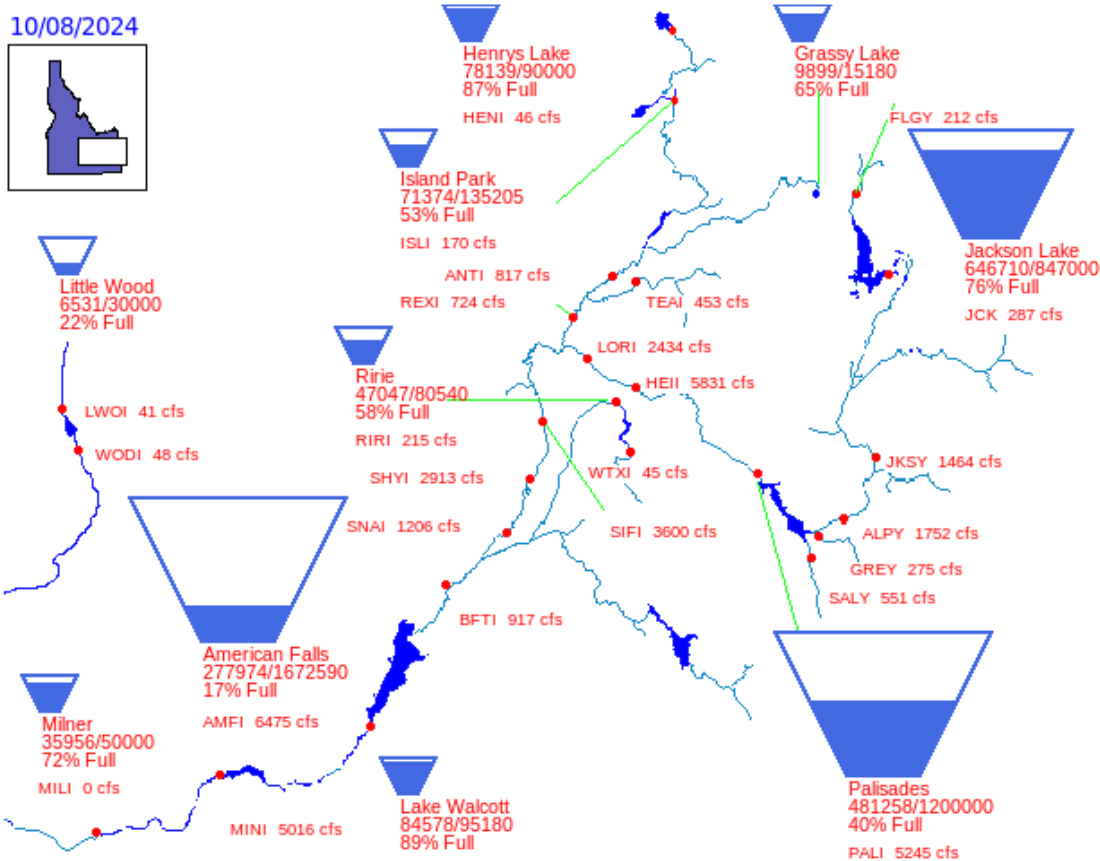 10/08/2024
Henrys Lake
78139/90000
87% Full
HENI 46 cfs
Grassy Lake
9899/15180
65% Full
FLGY 212 cfs
Island Park
71374/135205
53% Full
ISLI 170 cfs
Jackson Lake
646710/847000
76% Full
JCK 287 cfs
Little Wood
6531/30000
22% Full
ANTI 817 cfs
REXI 724 cfs
TEAI 453 cfs
LORI 2434 cfs
HEII 5831 cfs
Ririe
47047/80540
58% Full
RIRI 215 cfs
LWOI 41 cfs
WODI 48 cfs
SHYI 2913 cfs
WTXI 45 cfs
JKSY 1464 cfs
SNAI 1206 cfs
SIFI 3600 cfs
ALPY 1752 cfs
GREY 275 cfs
SALY 551 cfs
BFTI 917 cfs
American Falls
277974/1672590
17% Full
AMFI 6475 cfs
Milner
35956/50000
72% Full
MILI 0 cfs
MINI 5016 cfs
Lake Walcott
84578/95180
89% Full
Palisades
481258/1200000
40% Full
PALI 5245 cfs